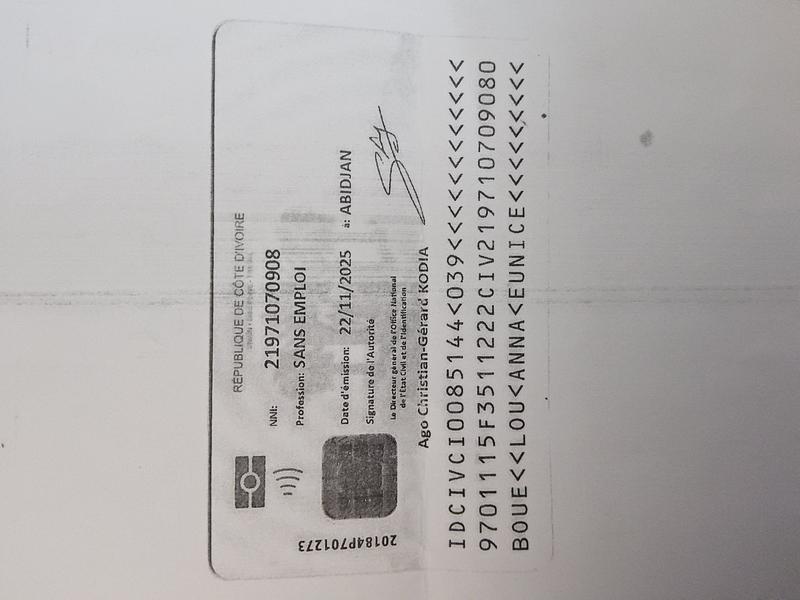 RÉPUBLIQUE DE CÔTE D'IVOIRE
NNI: 21971070908
Profession: SANS EMPLOI
Date d'émission: 22/11/2025 à: ABIDJAN
Signature de l'Autorité
Le Directeur général de l'Office National
de l'Etat Civil et de l'Identification
Ago Christian-Gérard KODIA
20184P701273
IDCIVCI0085144<039<<<<<<<<<<<<
9701115F3511222CIV219710709080
BOUE<<LOU<ANNA<EUNICE<<<<<<<<<